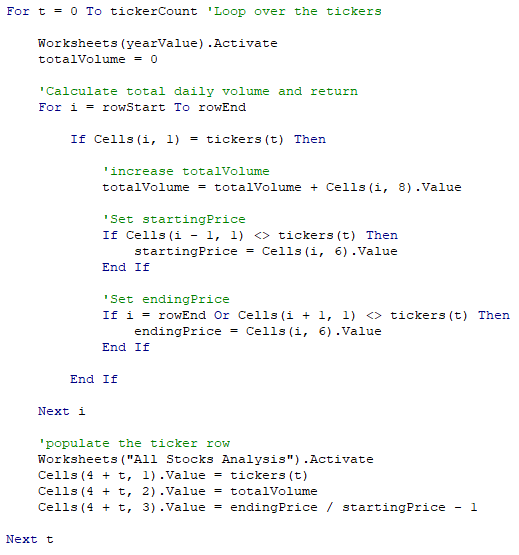 For t = 0 To tickerCount 'Loop over the tickers
Worksheets(yearValue).Activate
totalVolume = 0
'Calculate total daily volume and return
For i = rowStart To rowEnd
If Cells(i, 1) = tickers(t) Then
'increase totalVolume
totalVolume = totalVolume + Cells(i, 8).Value
'Set startingPrice
If Cells(i - 1, 1) <> tickers(t) Then
startingPrice = Cells(i, 6).Value
End If
'Set endingPrice
If i = rowEnd Or Cells(i + 1, 1) <> tickers(t) Then
endingPrice = Cells(i, 6).Value
End If
End If
Next i
'populate the ticker row
Worksheets("All Stocks Analysis").Activate
Cells(4 + t, 1).Value = tickers(t)
Cells(4 + t, 2).Value = totalVolume
Cells(4 + t, 3).Value = endingPrice / startingPrice - 1
Next t